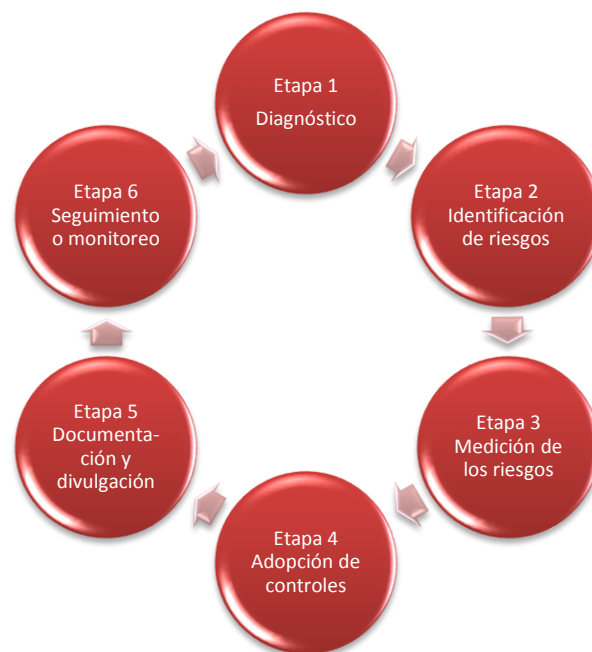 Etapa 1
Diagnóstico
Etapa 2
Identificación
de riesgos
Etapa 3
Medición de
los riesgos
Etapa 4
Adopción de
controles
Etapa 5
Documenta-
ción y
divulgación
Etapa 6
Seguimiento
o monitoreo